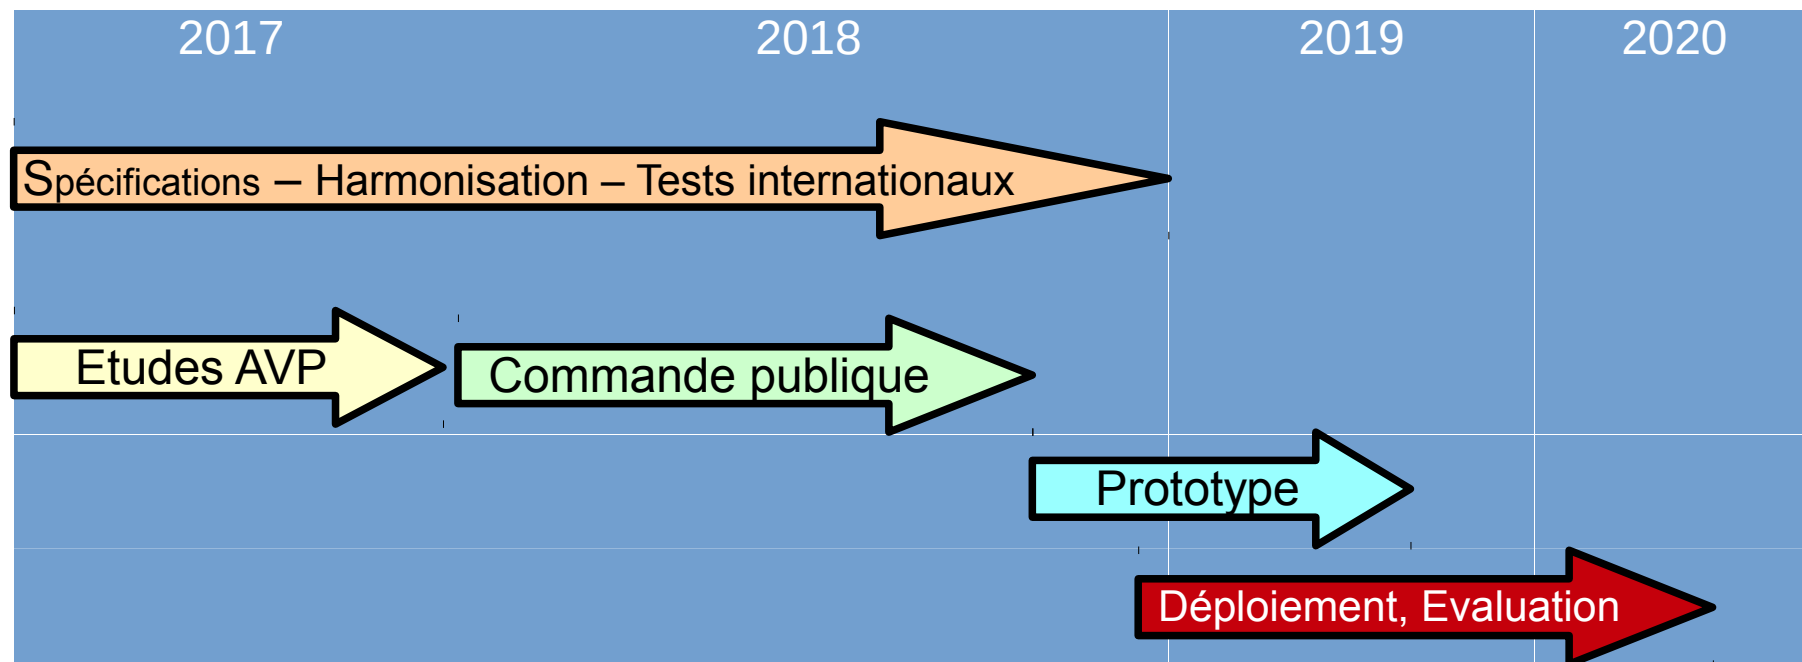 2017 2018 2019 2020
Spécifications – Harmonisation – Tests internationaux
Etudes AVP
Commande publique
Prototype
Déploiement, Evaluation